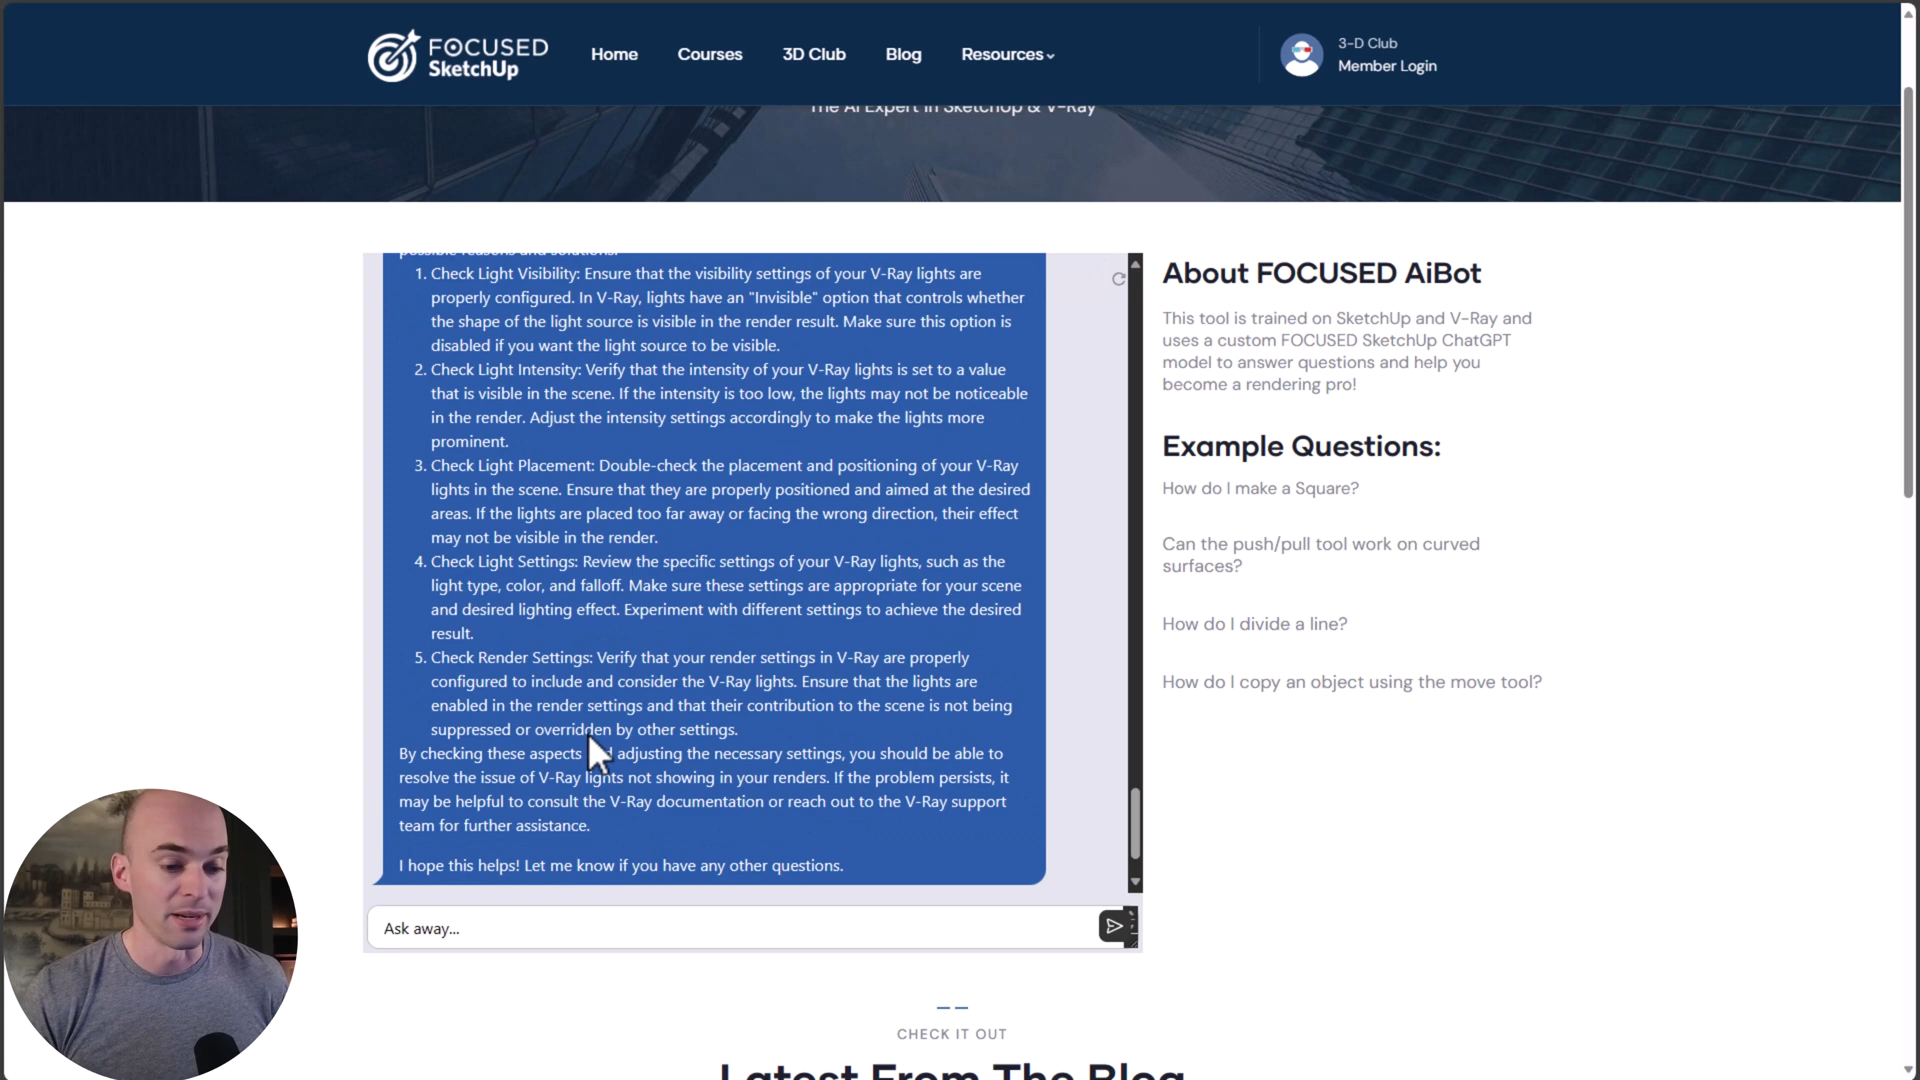 FOCUSED
SketchUp
Home
Courses
3D Club
Blog
Resources
3-D Club
Member Login
The AI Expert in SketchUp & V-Ray
possible reasons and solutions:
1. Check Light Visibility: Ensure that the visibility settings of your V-Ray lights are
properly configured. In V-Ray, lights have an "Invisible" option that controls whether
the shape of the light source is visible in the render result. Make sure this option is
disabled if you want the light source to be visible.
2. Check Light Intensity: Verify that the intensity of your V-Ray lights is set to a value
that is visible in the scene. If the intensity is too low, the lights may not be noticeable
in the render. Adjust the intensity settings accordingly to make the lights more
prominent.
3. Check Light Placement: Double-check the placement and positioning of your V-Ray
lights in the scene. Ensure that they are properly positioned and aimed at the desired
areas. If the lights are placed too far away or facing the wrong direction, their effect
may not be visible in the render.
4. Check Light Settings: Review the specific settings of your V-Ray lights, such as the
light type, color, and falloff. Make sure these settings are appropriate for your scene
and desired lighting effect. Experiment with different settings to achieve the desired
result.
5. Check Render Settings: Verify that your render settings in V-Ray are properly
configured to include and consider the V-Ray lights. Ensure that the lights are
enabled in the render settings and that their contribution to the scene is not being
suppressed or overridden by other settings.
By checking these aspects adjusting the necessary settings, you should be able to
resolve the issue of V-Ray lights not showing in your renders. If the problem persists, it
may be helpful to consult the V-Ray documentation or reach out to the V-Ray support
team for further assistance.
I hope this helps! Let me know if you have any other questions.
Ask away...
About FOCUSED AiBot
This tool is trained on SketchUp and V-Ray and
uses a custom FOCUSED SketchUp ChatGPT
model to answer questions and help you
become a rendering pro!
Example Questions:
How do I make a Square?
Can the push/pull tool work on curved
surfaces?
How do I divide a line?
How do I copy an object using the move tool?
CHECK IT OUT
Latest From The Blog